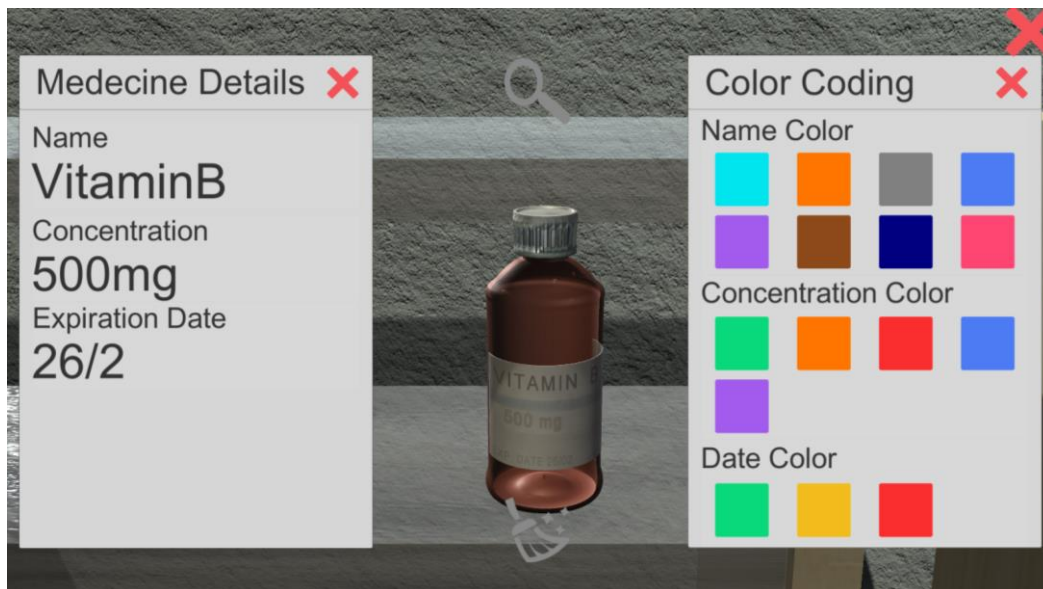 Medecine Details
Name
VitaminB
Concentration
500mg
Expiration Date
26/2
VITAMIN B
500 mg
Color Coding
Name Color
Concentration Color
Date Color